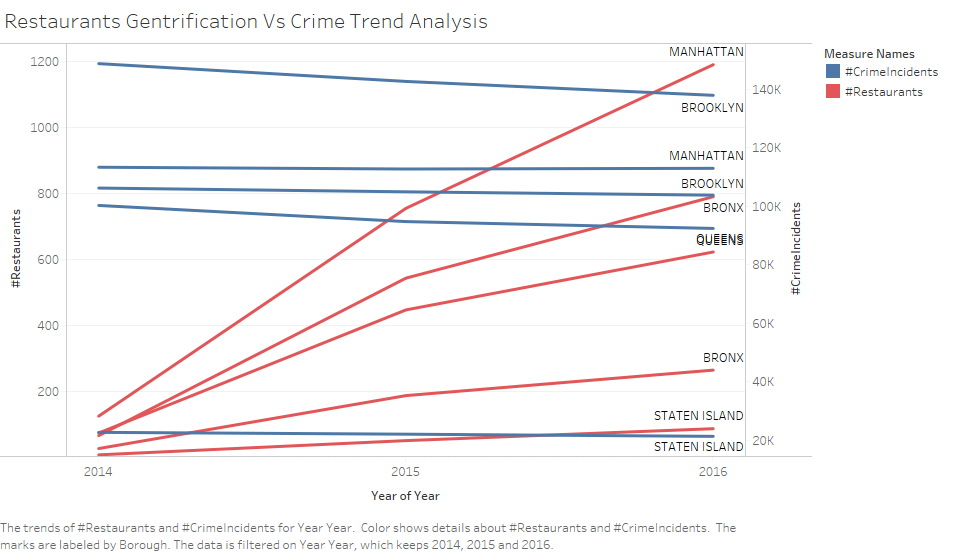 Restaurants Gentrification Vs Crime Trend Analysis
Measure Names
#CrimeIncidents
#Restaurants
#Restaurants
1200
1000
800
600
400
200
MANHATTAN
BROOKLYN
MANHATTAN
BROOKLYN
BRONX
QUEENS
QUEENS
BRONX
STATEN ISLAND
STATEN ISLAND
140K
120K
100K
80K
60K
40K
20K
#CrimeIncidents
2014 2015 2016
Year of Year
The trends of #Restaurants and #CrimeIncidents for Year Year. Color shows details about #Restaurants and #CrimeIncidents. The
marks are labeled by Borough. The data is filtered on Year Year, which keeps 2014, 2015 and 2016.